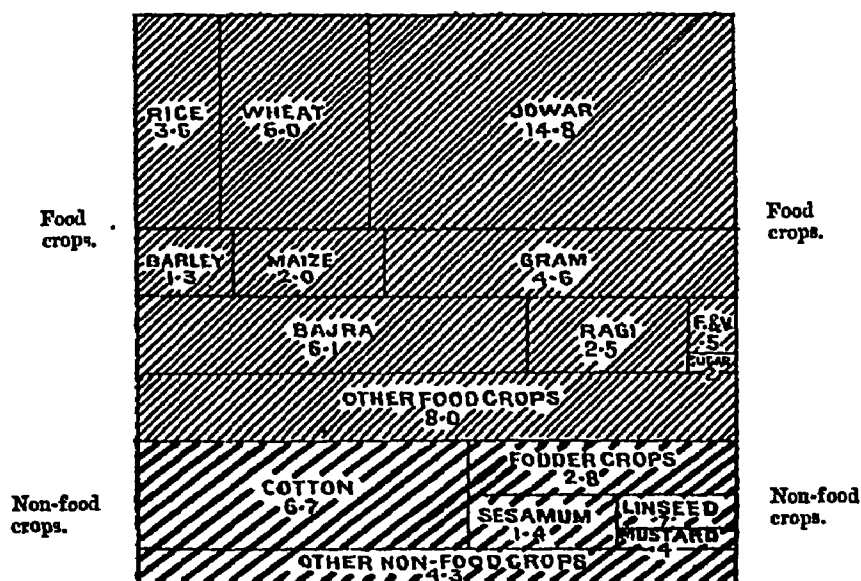 RICE
3·6
WHEAT
6·0
JOWAR
14·8
Food
crops.
Food
crops.
BARLEY
1·3
MAIZE
2·0
GRAM
4·6
BAJRA
6·1
RAGI
2·5
F.&V.
·5
SUGAR
OTHER FOOD CROPS
8·0
COTTON
6·7
FODDER CROPS
2·8
Non-food
crops.
Non-food
crops.
SESAMUM
1·4
LINSEED
·7
MUSTARD
·4
OTHER NON-FOOD CROPS
4·3